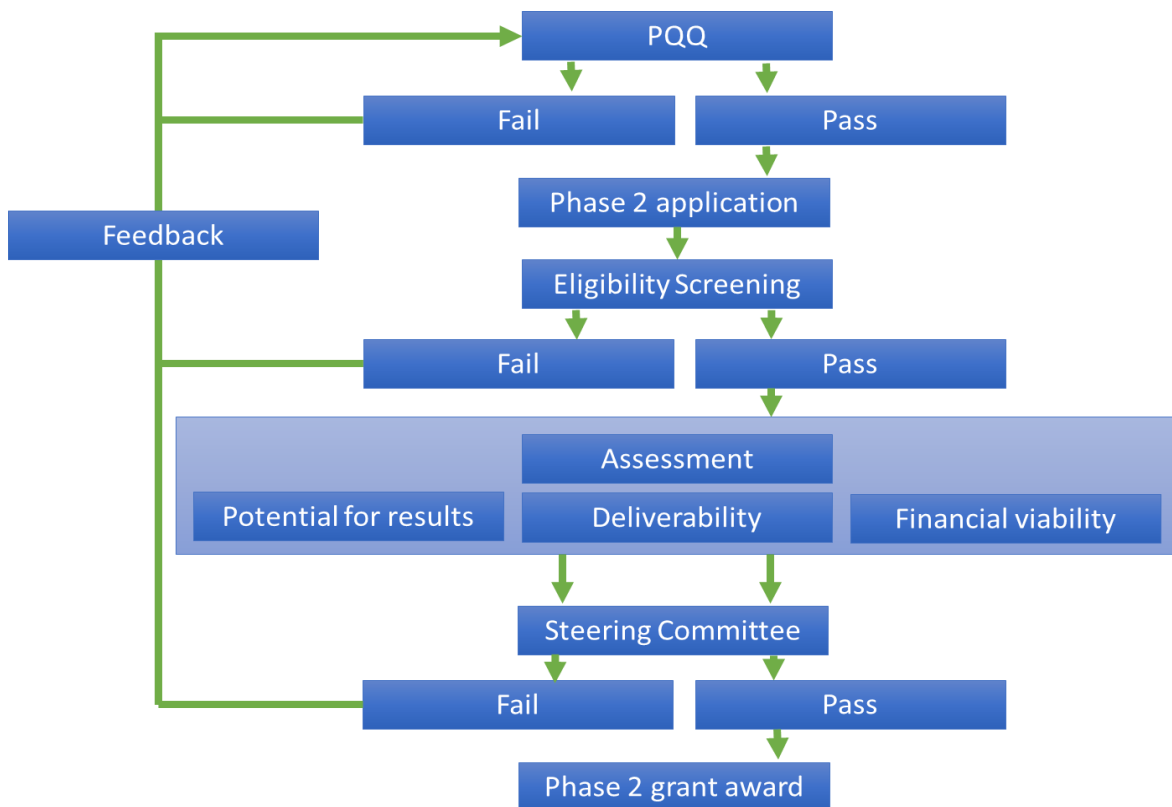 PQQ
Fail
Pass
Phase 2 application
Feedback
Eligibility Screening
Fail
Pass
Assessment
Potential for results
Deliverability
Financial viability
Steering Committee
Fail
Pass
Phase 2 grant award